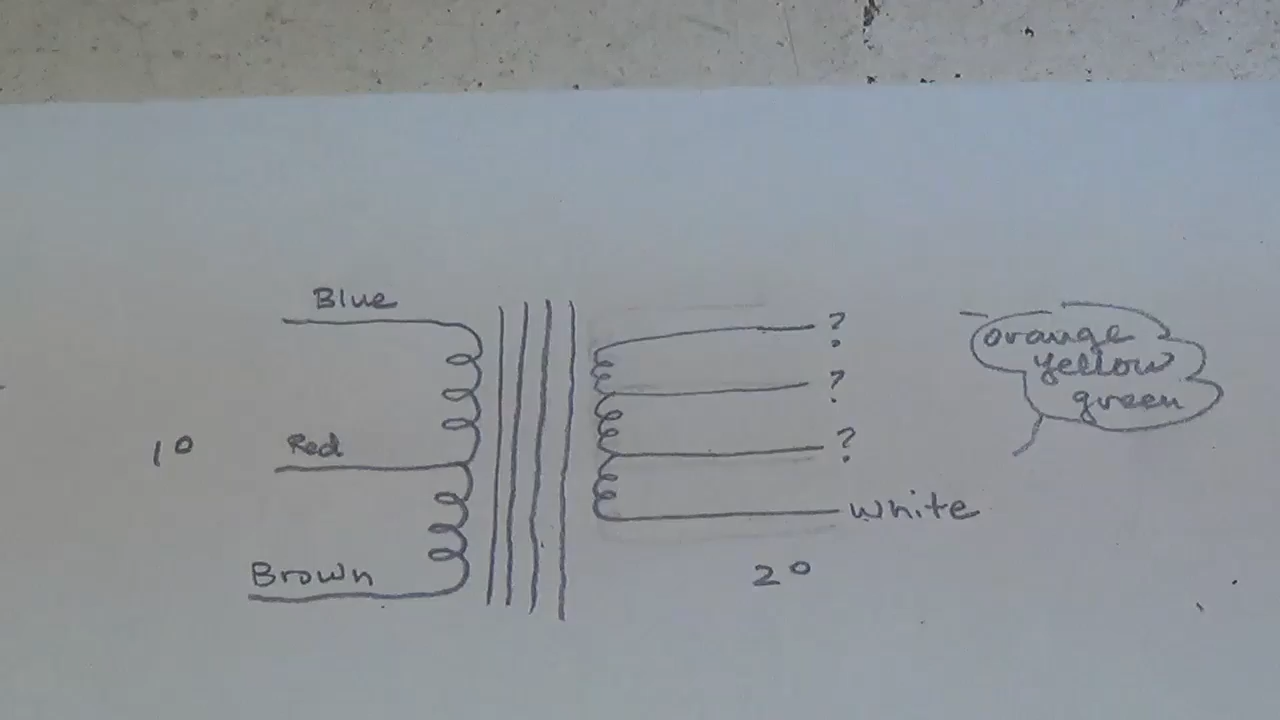 Blue
Red
Brown
1°
?
?
?
White
2°
orange
yellow
green